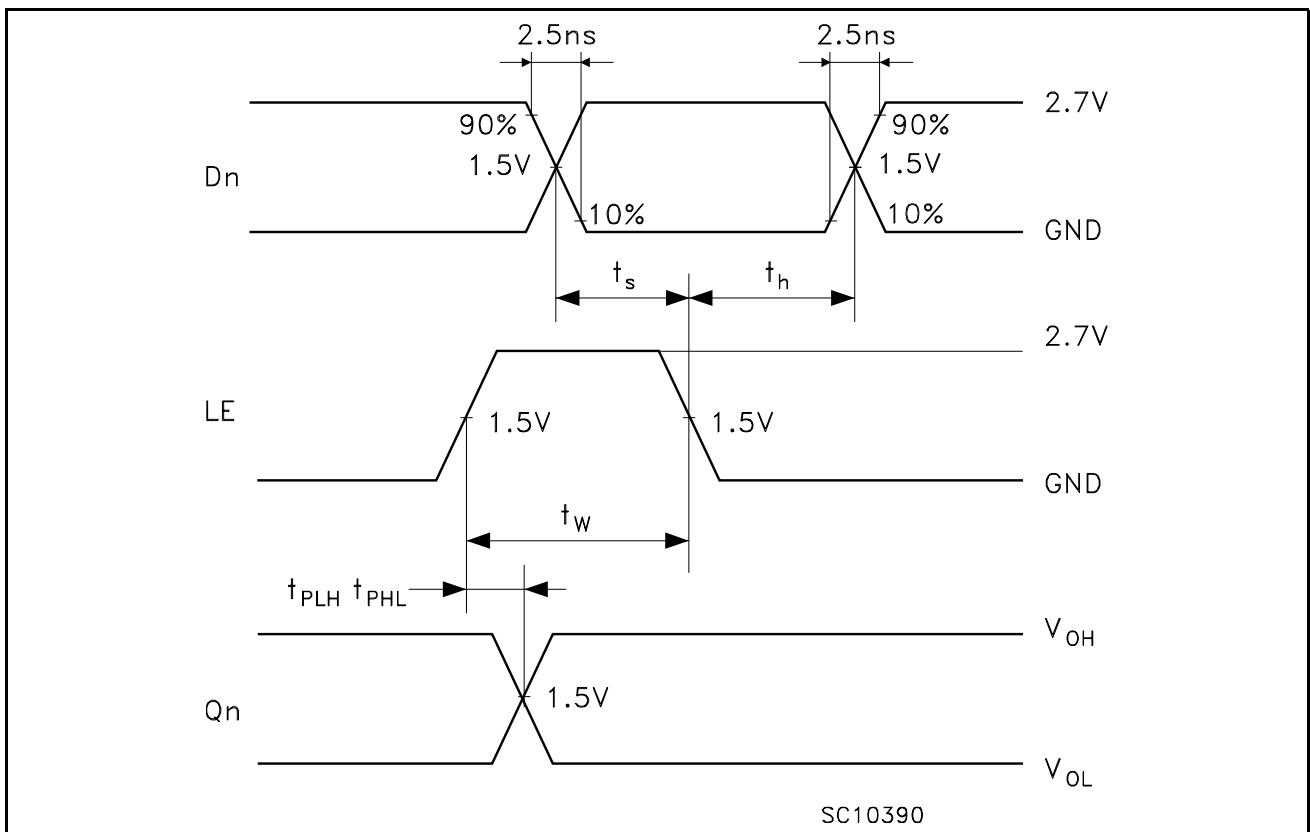 2.5ns 2.5ns
2.7V
90% 90%
1.5V 1.5V
Dn
10% 10%
GND
ts th
2.7V
LE
1.5V 1.5V
GND
tW
tPLH tPHL
VOH
1.5V
Qn
VOL
SC10390